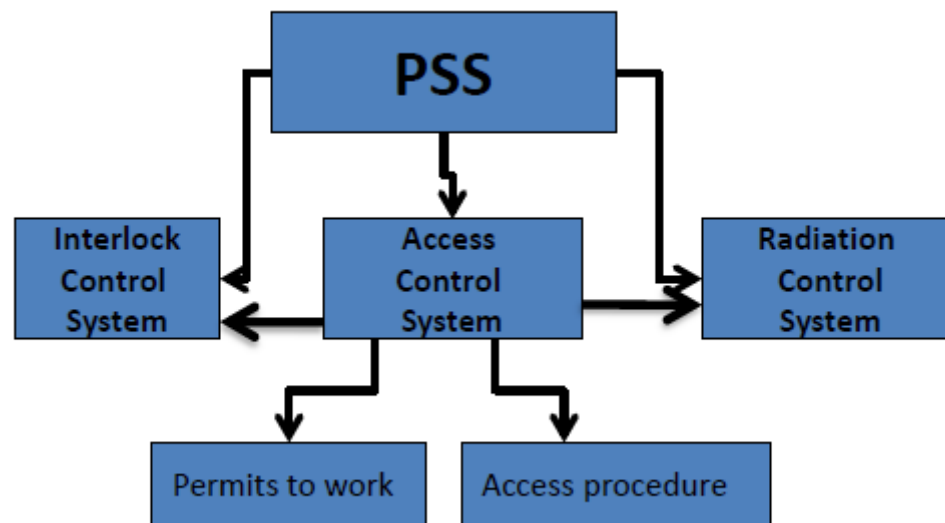 PSS
Interlock
Control
System
Access
Control
System
Radiation
Control
System
Permits to work
Access procedure